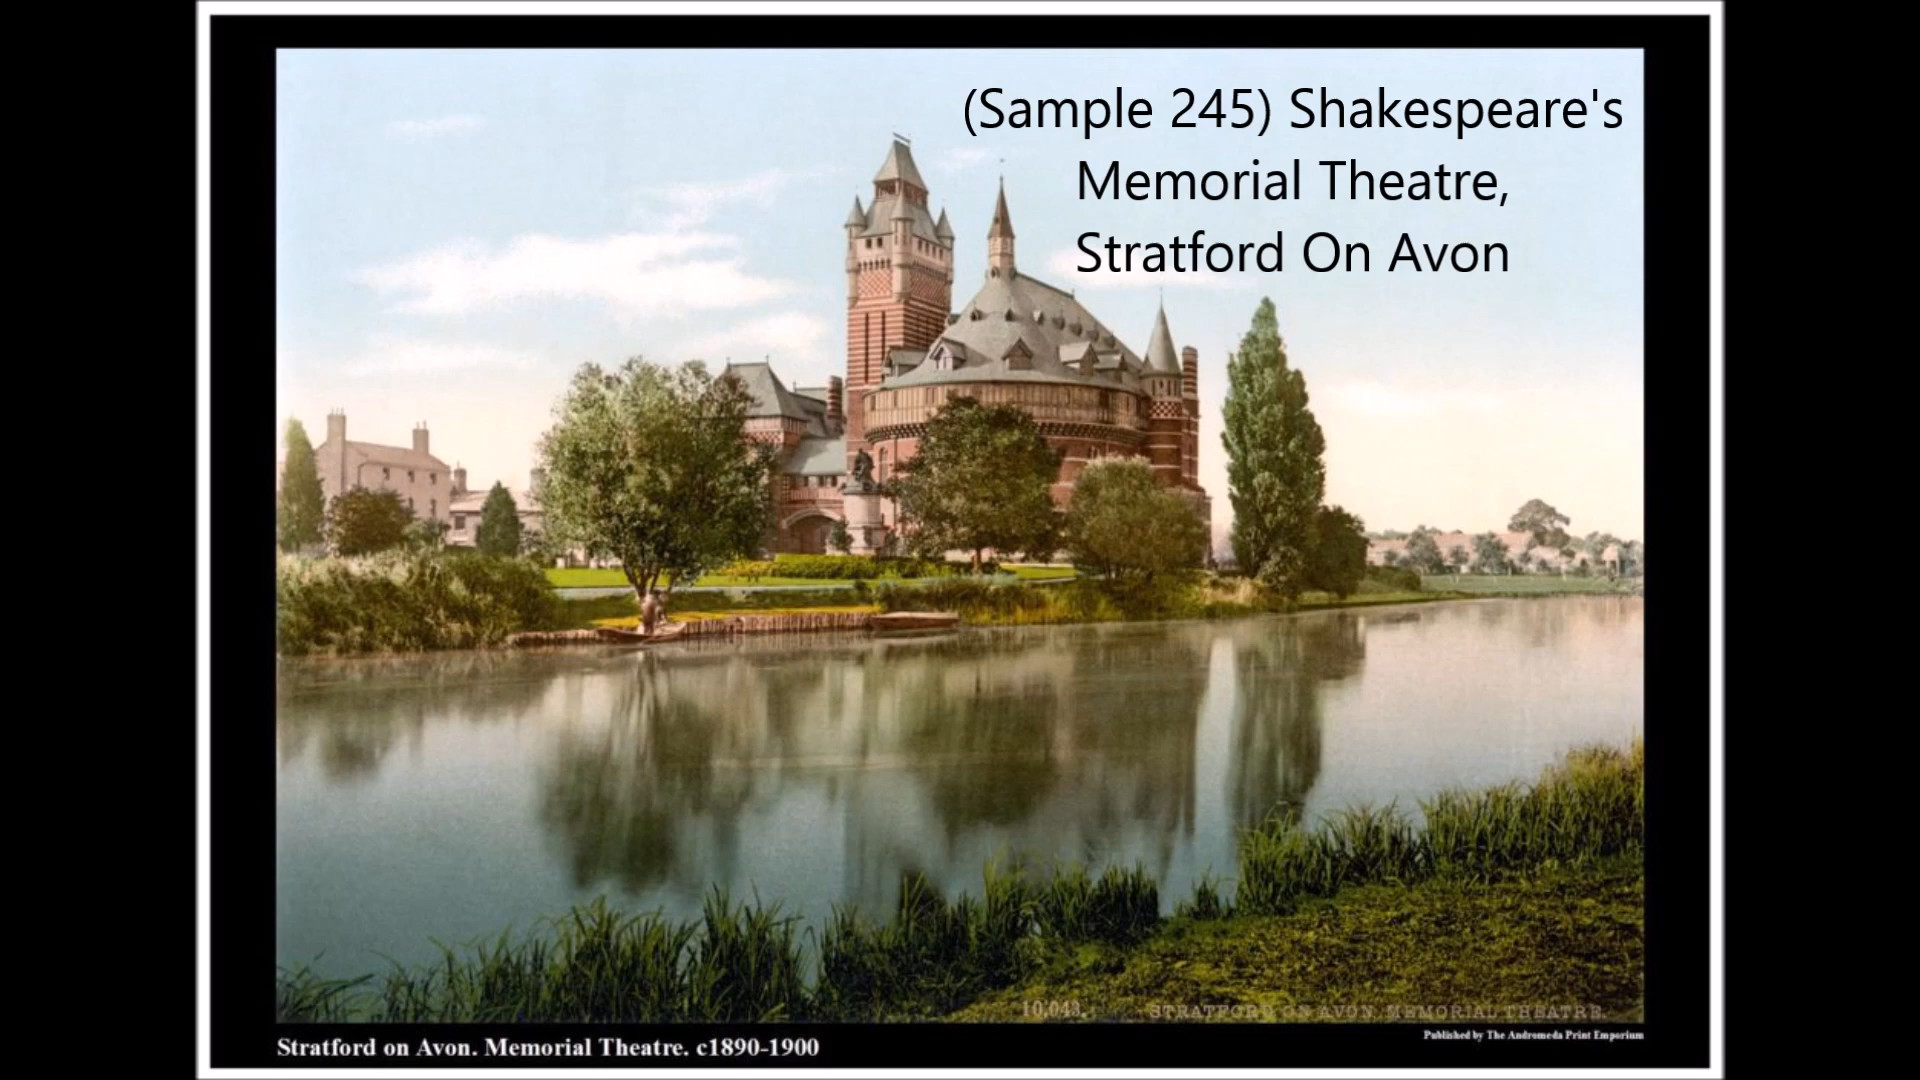 (Sample 245) Shakespeare's
Memorial Theatre,
Stratford On Avon
10,043. STRATFORD ON AVON MEMORIAL THEATRE.
Stratford on Avon. Memorial Theatre. c1890-1900
Published by The Andromeda Print Emporium